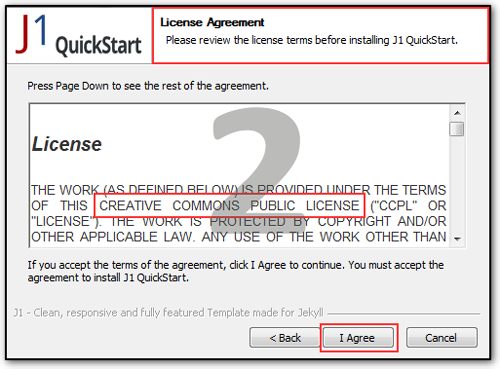 J1 QuickStart
License Agreement
Please review the license terms before installing J1 QuickStart.
Press Page Down to see the rest of the agreement.
2
License
THE WORK (AS DEFINED BELOW) IS PROVIDED UNDER THE TERMS
OF THIS CREATIVE COMMONS PUBLIC LICENSE ("CCPL" OR
"LICENSE"). THE WORK IS PROTECTED BY COPYRIGHT AND/OR
OTHER APPLICABLE LAW. ANY USE OF THE WORK OTHER THAN
If you accept the terms of the agreement, click I Agree to continue. You must accept the
agreement to install J1 QuickStart.
J1 - Clean, responsive and fully featured Template made for Jekyll
< Back I Agree Cancel